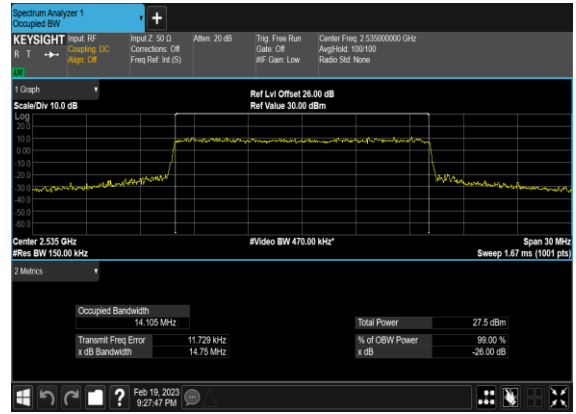 Spectrum Analyzer 1
Occupied BW
+
KEYSIGHT Input: RF Input Z: 50 Ω Atten: 20 dB Trig: Free Run Center Freq: 2.535000000 GHz
R T Coupling: DC Corrections: Off Gate: Off Avg|Hold: 100/100
Align: Off Freq Ref: Int (S) #IF Gain: Low Radio Std: None
1 Graph
Ref Lvl Offset 26.00 dB
Scale/Div 10.0 dB Ref Value 30.00 dBm
Log
20.0
10.0
0.00
-10.0
-20.0
-30.0
-40.0
-50.0
-60.0
Center 2.535 GHz #Video BW 470.00 kHz* Span 30 MHz
#Res BW 150.00 kHz Sweep 1.67 ms (1001 pts)
2 Metrics
Occupied Bandwidth
14.105 MHz Total Power 27.5 dBm
Transmit Freq Error 11.729 kHz % of OBW Power 99.00 %
x dB Bandwidth 14.75 MHz x dB -26.00 dB
? Feb 19, 2023
9:27:47 PM